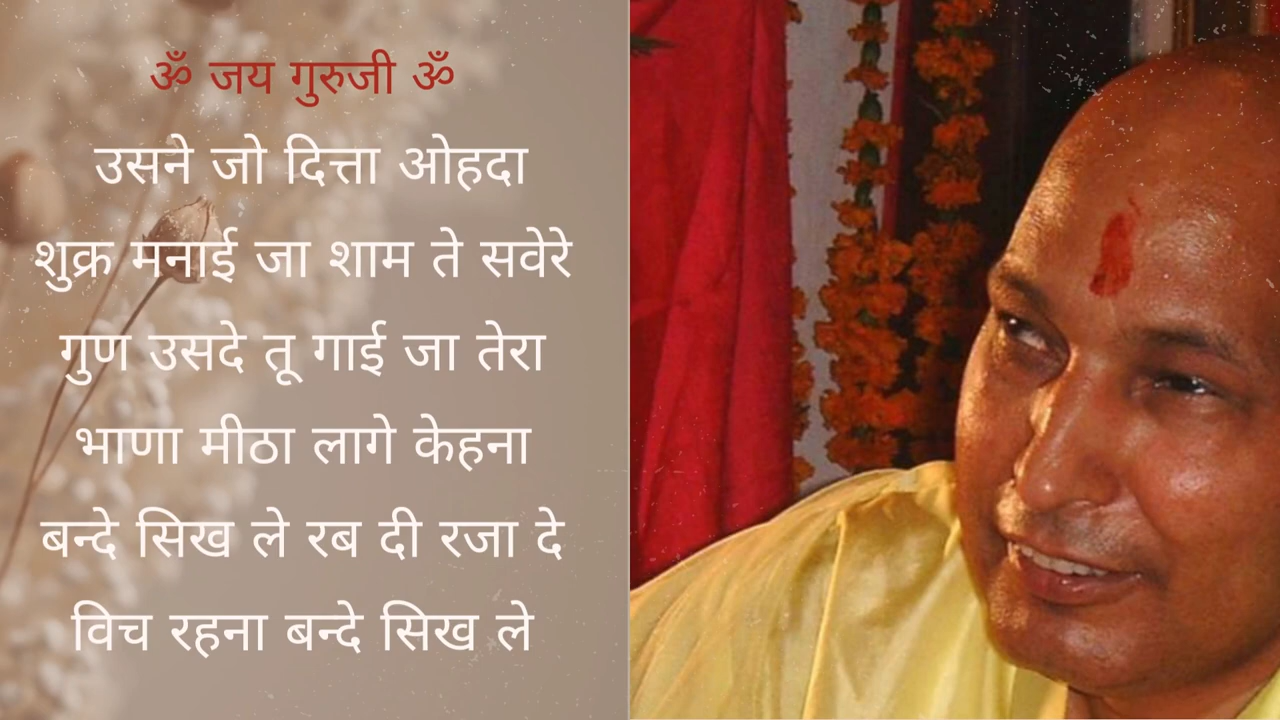 ॐ जय गुरुजी ॐ
उसने जो दित्ता ओहदा
शुक्र मनाई जा शाम ते सवेरे
गुण उसदे तू गाई जा तेरा
भाणा मीठा लागे केहना
बन्दे सिख ले रब दी रजा दे
विच रहना बन्दे सिख ले